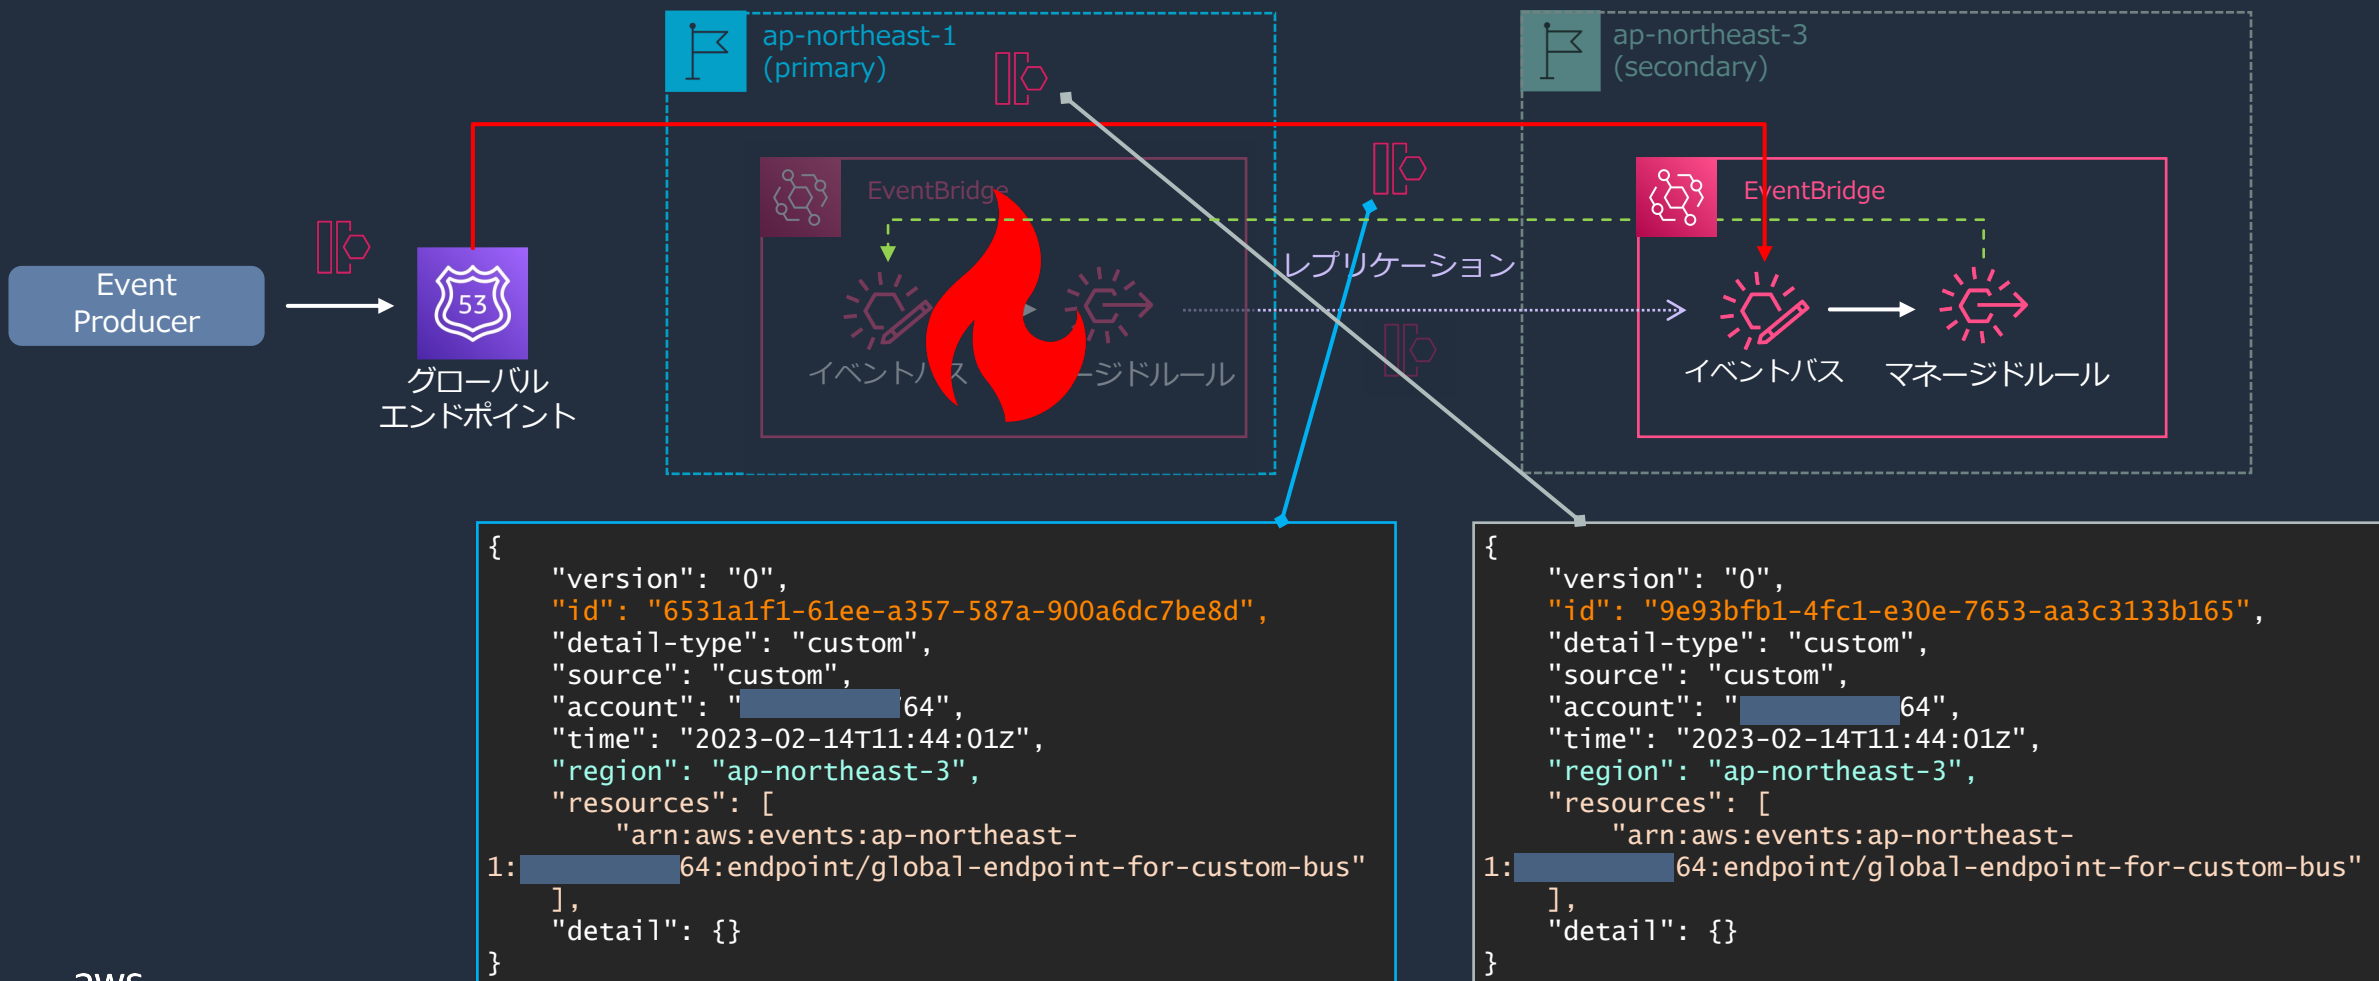 ap-northeast-1
(primary)
ap-northeast-3
(secondary)
EventBridge
EventBridge
Event
Producer
53
グローバル
エンドポイント
レプリケーション
イベントバス
ージドルール
イベントバス
マネージドルール
{
"version": "0",
"id": "6531a1f1-61ee-a357-587a-900a6dc7be8d",
"detail-type": "custom",
"source": "custom",
"account": "64",
"time": "2023-02-14T11:44:01Z",
"region": "ap-northeast-3",
"resources": [
"arn:aws:events:ap-northeast-
1:64:endpoint/global-endpoint-for-custom-bus"
],
"detail": {}
}
{
"version": "0",
"id": "9e93bfb1-4fc1-e30e-7653-aa3c3133b165",
"detail-type": "custom",
"source": "custom",
"account": "64",
"time": "2023-02-14T11:44:01Z",
"region": "ap-northeast-3",
"resources": [
"arn:aws:events:ap-northeast-
1:64:endpoint/global-endpoint-for-custom-bus"
],
"detail": {}
}
aws